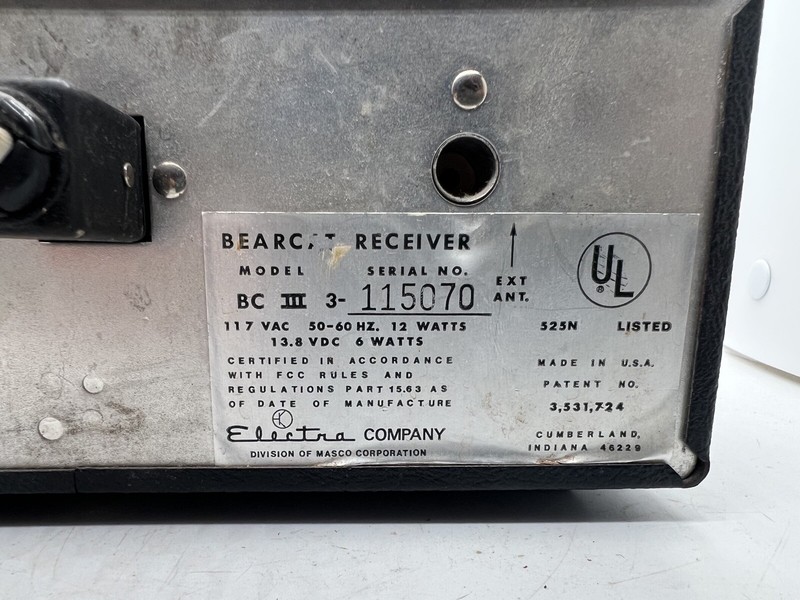 BEARCAT RECEIVER
MODEL SERIAL NO.
BC III 3-115070
EXT
ANT.
117 VAC 50-60 HZ. 12 WATTS
13.8 VDC 6 WATTS
CERTIFIED IN ACCORDANCE
WITH FCC RULES AND
REGULATIONS PART 15.63 AS
OF DATE OF MANUFACTURE
Electra COMPANY
DIVISION OF MASCO CORPORATION
UL
®
525N LISTED
MADE IN U.S.A.
PATENT NO.
3,531,724
CUMBERLAND,
INDIANA 46229